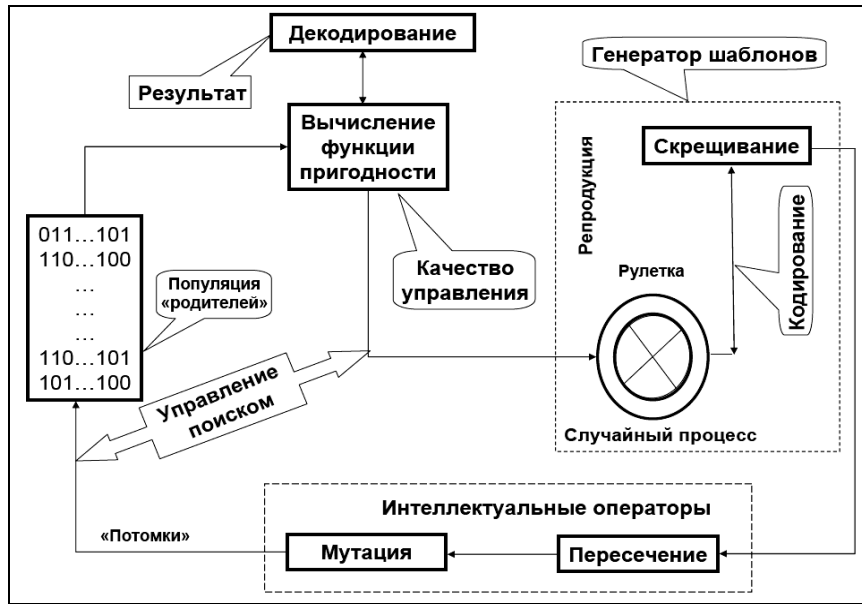 Декодирование
Генератор шаблонов
Результат
Вычисление
функции
пригодности
Скрещивание
Репродукция
Кодирование
011…101
110…100
…
…
…
110…101
101…100
Популяция
«родителей»
Качество
управления
Рулетка
Управление
поиском
Случайный процесс
Интеллектуальные операторы
«Потомки»
Мутация
Пересечение